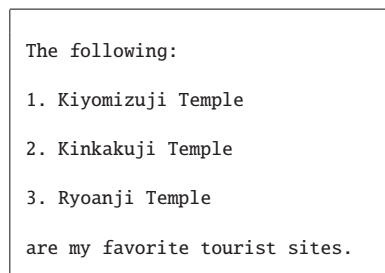 The following:
1. Kiyomizuji Temple
2. Kinkakuji Temple
3. Ryoanji Temple
are my favorite tourist sites.